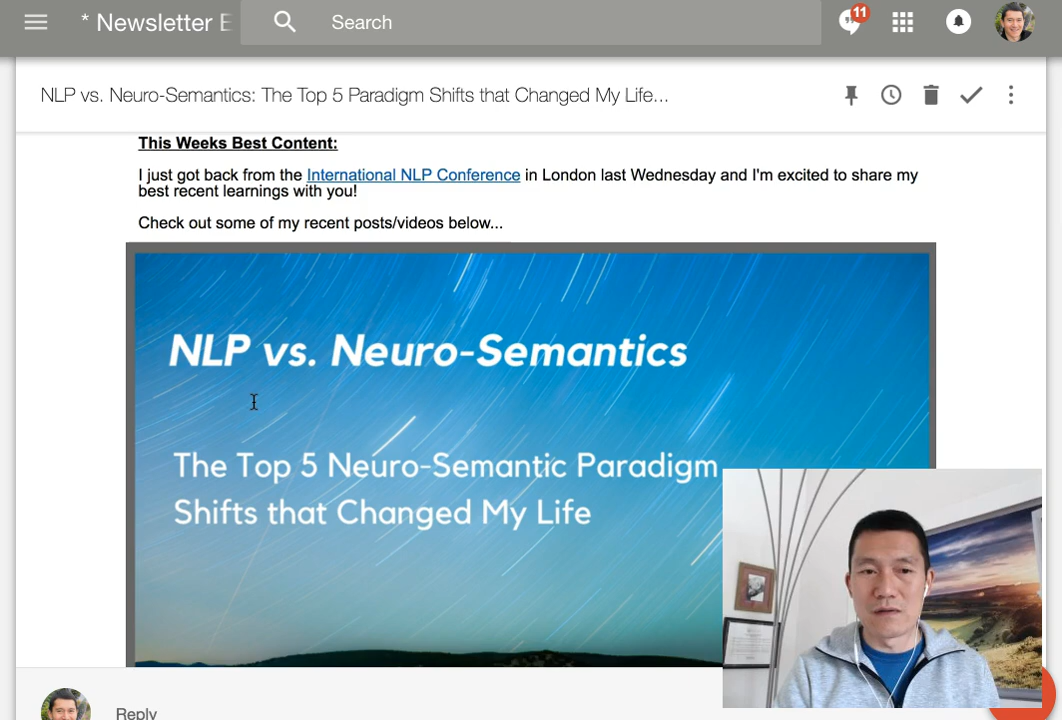 * Newsletter
Search
11
NLP vs. Neuro-Semantics: The Top 5 Paradigm Shifts that Changed My Life...
This Weeks Best Content:
I just got back from the International NLP Conference in London last Wednesday and I'm excited to share my
best recent learnings with you!
Check out some of my recent posts/videos below...
NLP vs. Neuro-Semantics
The Top 5 Neuro-Semantic Paradigm
Shifts that Changed My Life
Reply